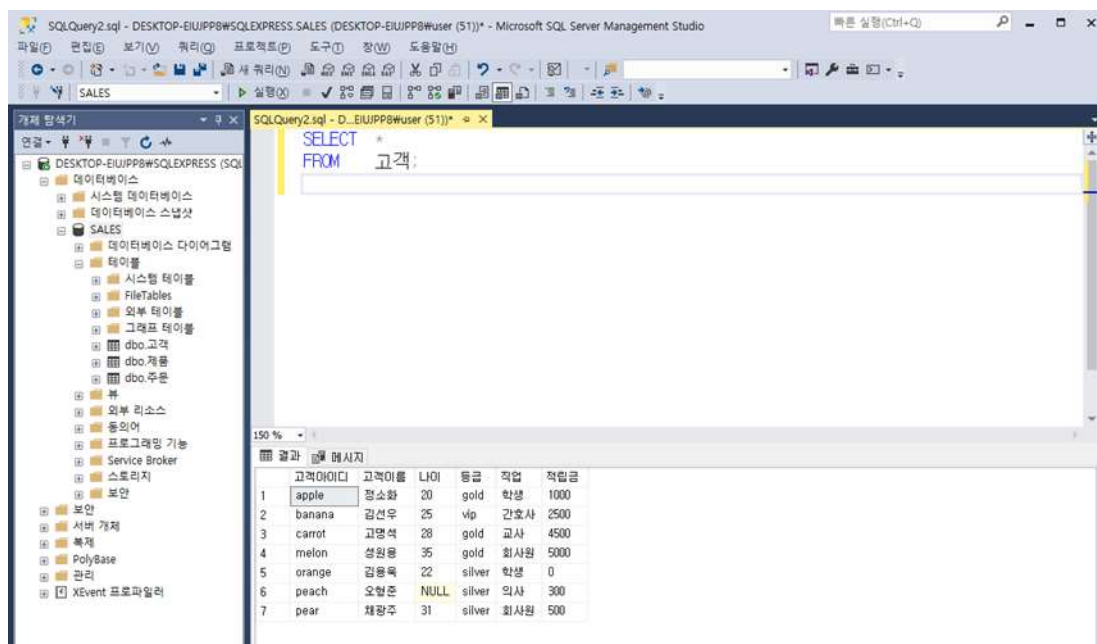 SQLQuery2.sql - DESKTOP-EIUJPP8₩SQLEXPRESS.SALES (DESKTOP-EIUJPP8₩user (51))* - Microsoft SQL Server Management Studio
빠른 실행(Ctrl+Q)
파일(F) 편집(E) 보기(V) 쿼리(Q) 프로젝트(P) 도구(T) 창(W) 도움말(H)
새 쿼리(N)
SALES 실행(X)
개체 탐색기
SQLQuery2.sql - D...EIUJPP8₩user (51))*
연결
SELECT *
FROM 고객;
DESKTOP-EIUJPP8₩SQLEXPRESS (SQL
데이터베이스
시스템 데이터베이스
데이터베이스 스냅샷
SALES
데이터베이스 다이어그램
테이블
시스템 테이블
FileTables
외부 테이블
그래프 테이블
dbo.고객
dbo.제품
dbo.주문
뷰
외부 리소스
동의어
프로그래밍 기능
Service Broker
스토리지
보안
보안
서버 개체
복제
PolyBase
관리
XEvent 프로파일러
150 %
결과 메시지
고객아이디 고객이름 나이 등급 직업 적립금
1 apple 정소화 20 gold 학생 1000
2 banana 김선우 25 vip 간호사 2500
3 carrot 고명석 28 gold 교사 4500
4 melon 성원용 35 gold 회사원 5000
5 orange 김용욱 22 silver 학생 0
6 peach 오형준 NULL silver 의사 300
7 pear 채광주 31 silver 회사원 500